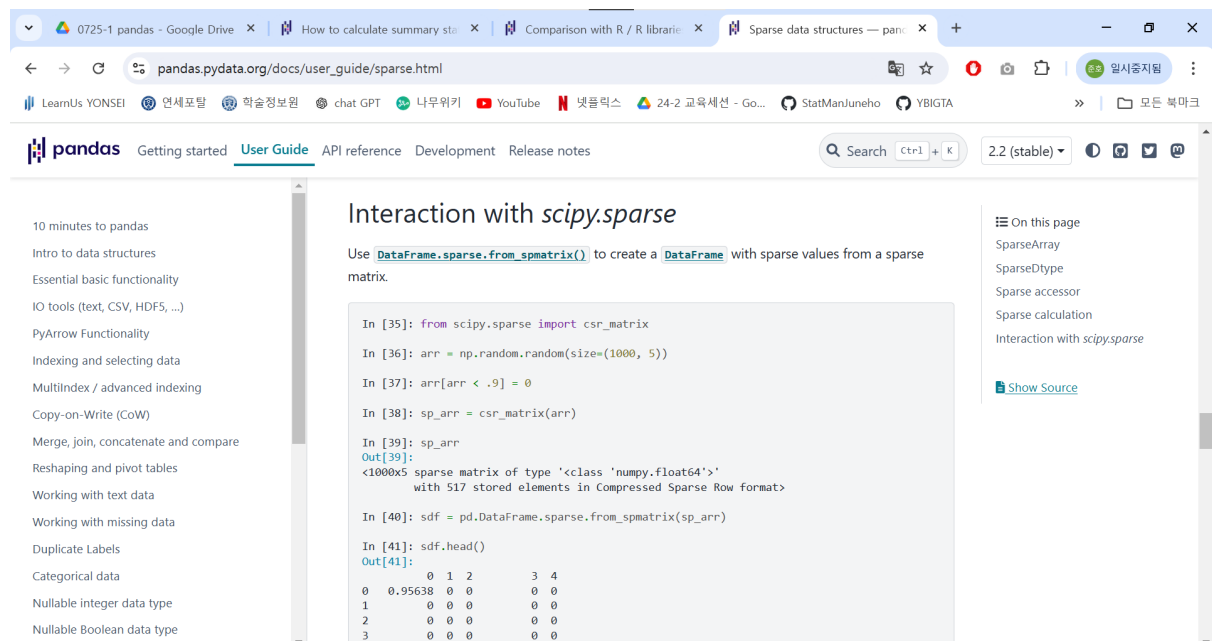 0725-1 pandas - Google Drive
How to calculate summary sta
Comparison with R / R librarie
Sparse data structures — pand
pandas.pydata.org/docs/user_guide/sparse.html
준호 일시중지됨
LearnUs YONSEI 연세포탈 학술정보원 chat GPT 나무위키 YouTube 넷플릭스 24-2 교육세션 - Go... StatManJuneho YBIGTA » 모든 북마크
pandas Getting started User Guide API reference Development Release notes Search Ctrl + K 2.2 (stable)
10 minutes to pandas
Intro to data structures
Essential basic functionality
IO tools (text, CSV, HDF5, ...)
PyArrow Functionality
Indexing and selecting data
MultiIndex / advanced indexing
Copy-on-Write (CoW)
Merge, join, concatenate and compare
Reshaping and pivot tables
Working with text data
Working with missing data
Duplicate Labels
Categorical data
Nullable integer data type
Nullable Boolean data type
Interaction with scipy.sparse
Use DataFrame.sparse.from_spmatrix() to create a DataFrame with sparse values from a sparse
matrix.
In [35]: from scipy.sparse import csr_matrix
In [36]: arr = np.random.random(size=(1000, 5))
In [37]: arr[arr < .9] = 0
In [38]: sp_arr = csr_matrix(arr)
In [39]: sp_arr
Out[39]:
<1000x5 sparse matrix of type '<class 'numpy.float64'>'
with 517 stored elements in Compressed Sparse Row format>
In [40]: sdf = pd.DataFrame.sparse.from_spmatrix(sp_arr)
In [41]: sdf.head()
Out[41]:
0 1 2 3 4
0 0.95638 0 0 0 0
1 0 0 0 0 0
2 0 0 0 0 0
3 0 0 0 0 0
On this page
SparseArray
SparseDtype
Sparse accessor
Sparse calculation
Interaction with scipy.sparse
Show Source